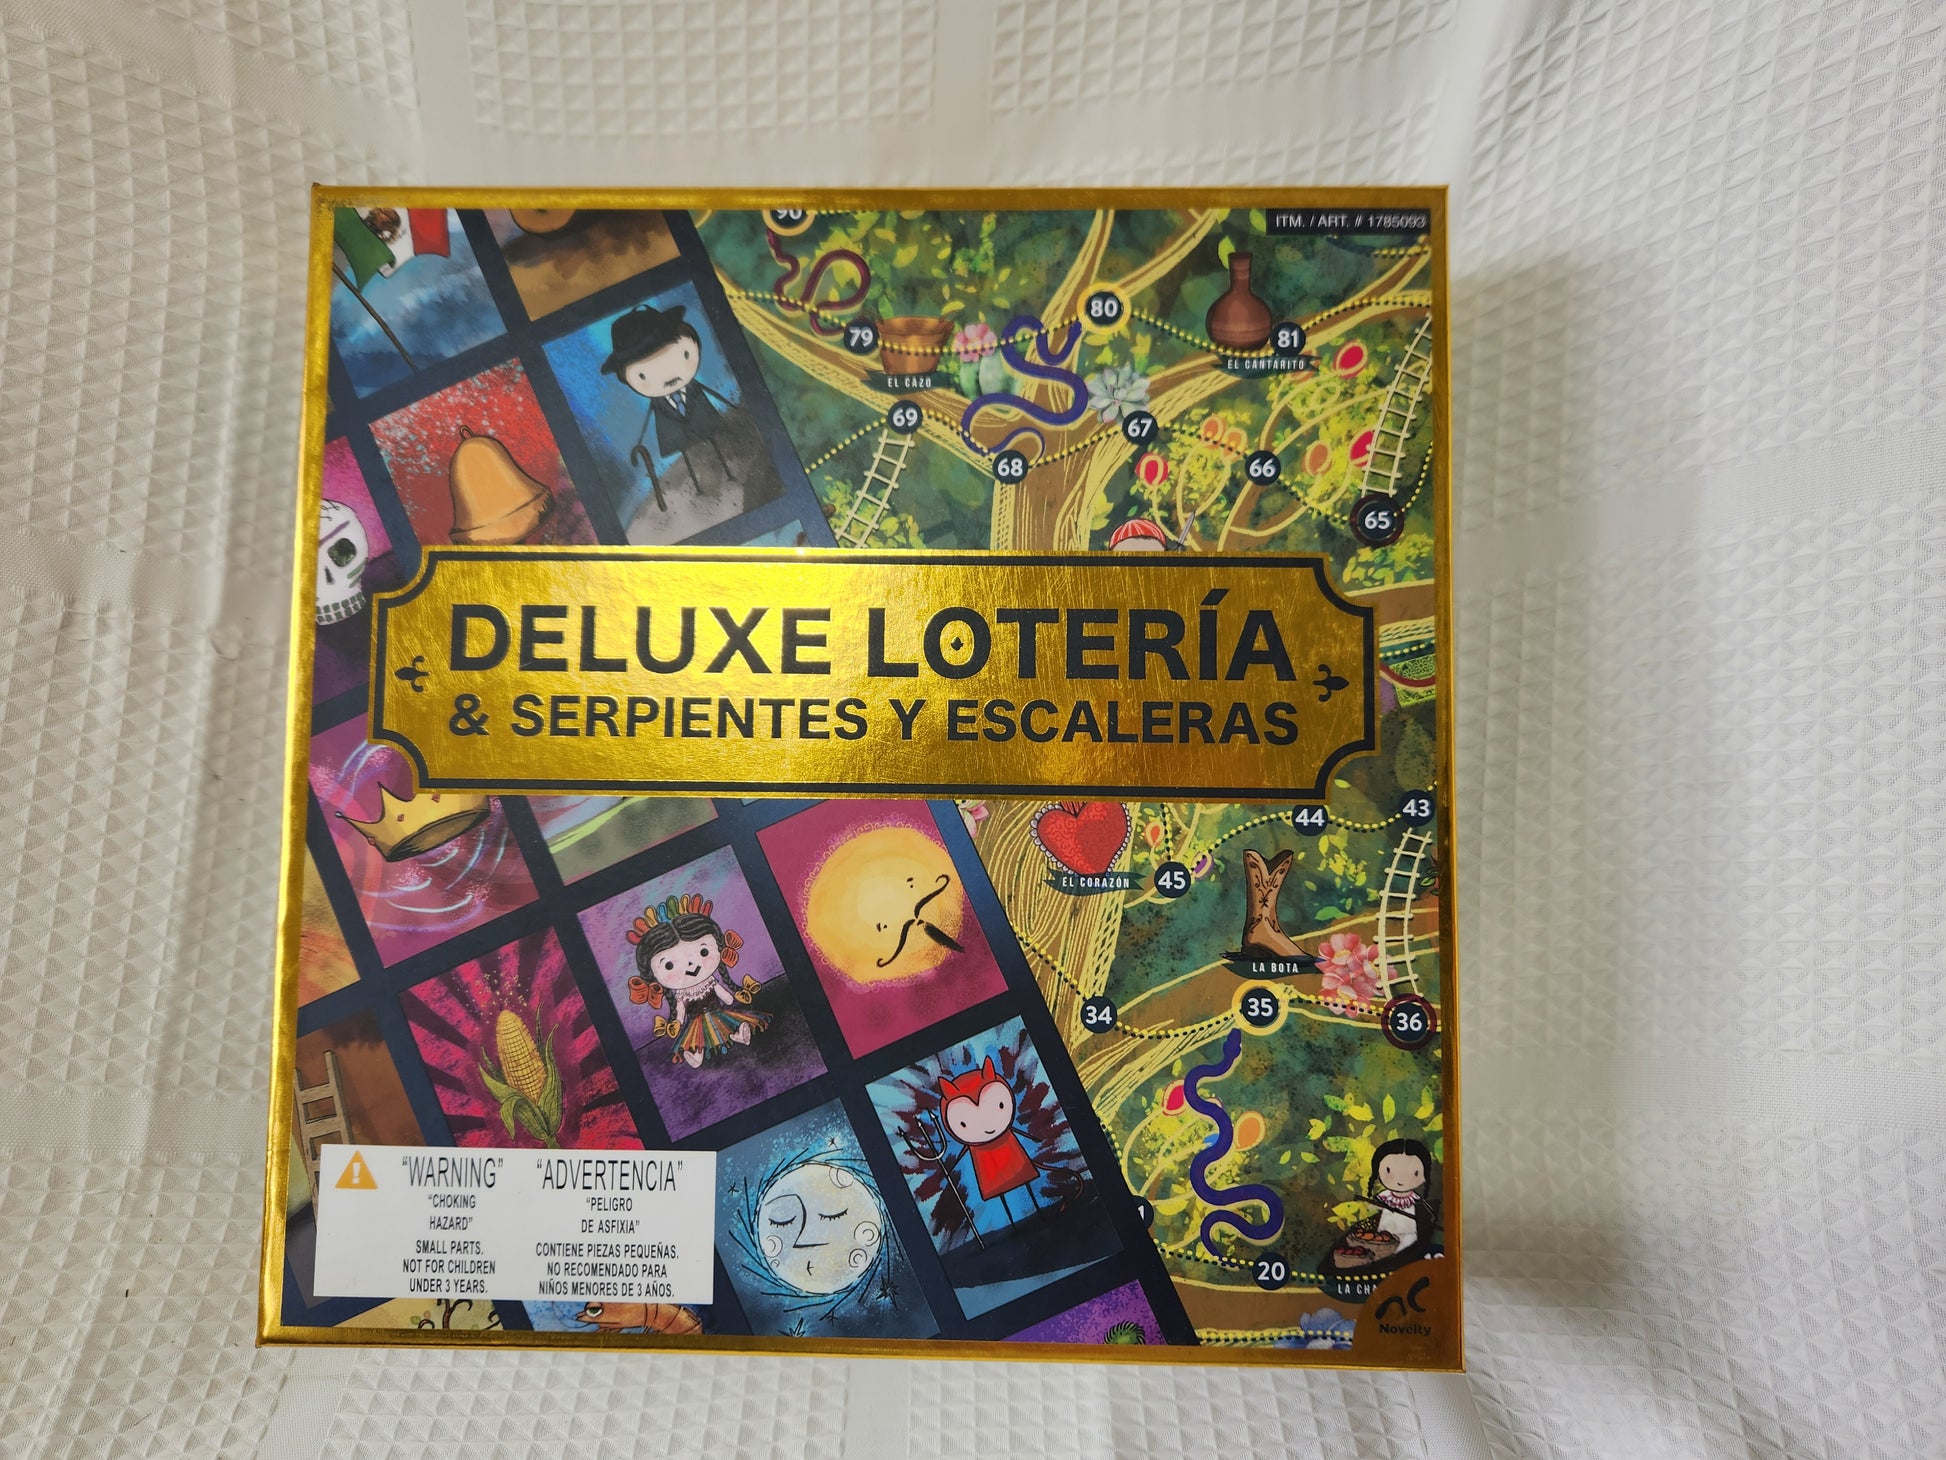 ITM. / ART. # 1785093
90
79
80
81
EL CAZO
EL CANTARITO
69
67
68
66
65
DELUXE LOTERÍA
& SERPIENTES Y ESCALERAS
44
43
EL CORAZÓN
45
LA BOTA
34
35
36
20
"WARNING"
"CHOKING
HAZARD"
SMALL PARTS.
NOT FOR CHILDREN
UNDER 3 YEARS.
"ADVERTENCIA"
"PELIGRO
DE ASFIXIA"
CONTIENE PIEZAS PEQUEÑAS.
NO RECOMENDADO PARA
NIÑOS MENORES DE 3 AÑOS.
LA
nc
Novelty